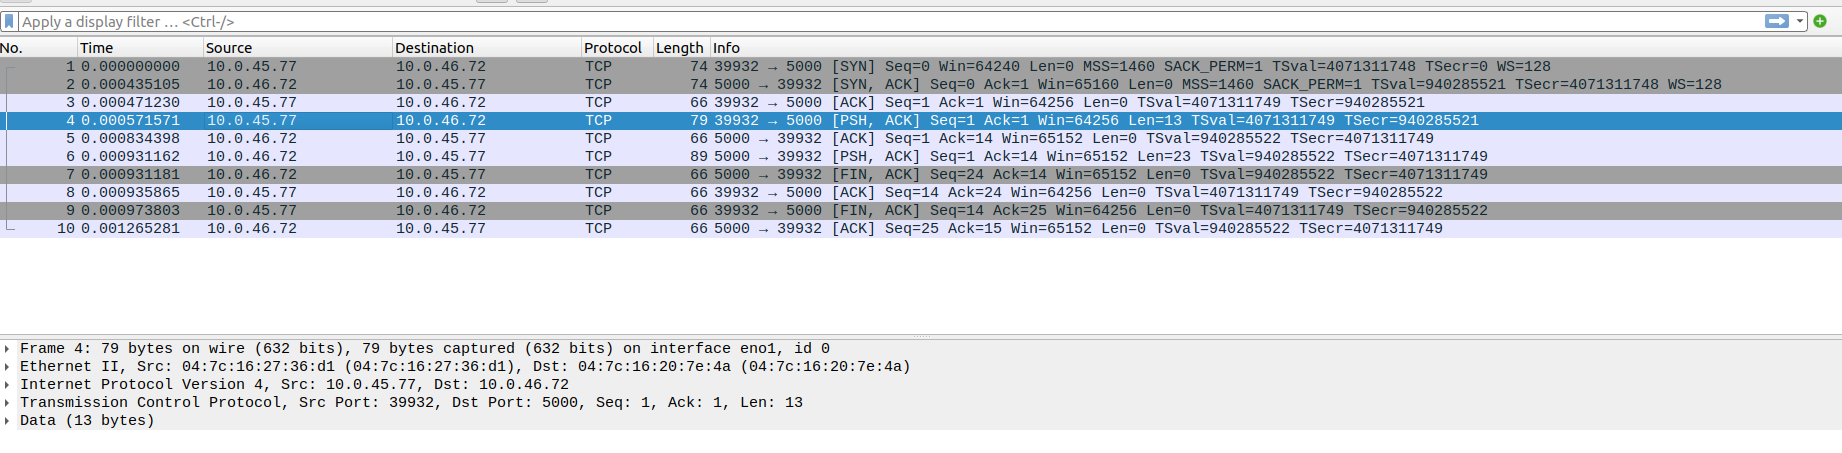 Apply a display filter … <Ctrl-/>
No. Time Source Destination Protocol Length Info
1 0.000000000 10.0.45.77 10.0.46.72 TCP 74 39932 → 5000 [SYN] Seq=0 Win=64240 Len=0 MSS=1460 SACK_PERM=1 TSval=4071311748 TSecr=0 WS=128
2 0.000435105 10.0.46.72 10.0.45.77 TCP 74 5000 → 39932 [SYN, ACK] Seq=0 Ack=1 Win=65160 Len=0 MSS=1460 SACK_PERM=1 TSval=940285521 TSecr=4071311748 WS=128
3 0.000471230 10.0.45.77 10.0.46.72 TCP 66 39932 → 5000 [ACK] Seq=1 Ack=1 Win=64256 Len=0 TSval=4071311749 TSecr=940285521
4 0.000571571 10.0.45.77 10.0.46.72 TCP 79 39932 → 5000 [PSH, ACK] Seq=1 Ack=1 Win=64256 Len=13 TSval=4071311749 TSecr=940285521
5 0.000834398 10.0.46.72 10.0.45.77 TCP 66 5000 → 39932 [ACK] Seq=1 Ack=14 Win=65152 Len=0 TSval=940285522 TSecr=4071311749
6 0.000931162 10.0.46.72 10.0.45.77 TCP 89 5000 → 39932 [PSH, ACK] Seq=1 Ack=14 Win=65152 Len=23 TSval=940285522 TSecr=4071311749
7 0.000931181 10.0.46.72 10.0.45.77 TCP 66 5000 → 39932 [FIN, ACK] Seq=24 Ack=14 Win=65152 Len=0 TSval=940285522 TSecr=4071311749
8 0.000935865 10.0.45.77 10.0.46.72 TCP 66 39932 → 5000 [ACK] Seq=14 Ack=24 Win=64256 Len=0 TSval=4071311749 TSecr=940285522
9 0.000973803 10.0.45.77 10.0.46.72 TCP 66 39932 → 5000 [FIN, ACK] Seq=14 Ack=25 Win=64256 Len=0 TSval=4071311749 TSecr=940285522
10 0.001265281 10.0.46.72 10.0.45.77 TCP 66 5000 → 39932 [ACK] Seq=25 Ack=15 Win=65152 Len=0 TSval=940285522 TSecr=4071311749
Frame 4: 79 bytes on wire (632 bits), 79 bytes captured (632 bits) on interface eno1, id 0
Ethernet II, Src: 04:7c:16:27:36:d1 (04:7c:16:27:36:d1), Dst: 04:7c:16:20:7e:4a (04:7c:16:20:7e:4a)
Internet Protocol Version 4, Src: 10.0.45.77, Dst: 10.0.46.72
Transmission Control Protocol, Src Port: 39932, Dst Port: 5000, Seq: 1, Ack: 1, Len: 13
Data (13 bytes)